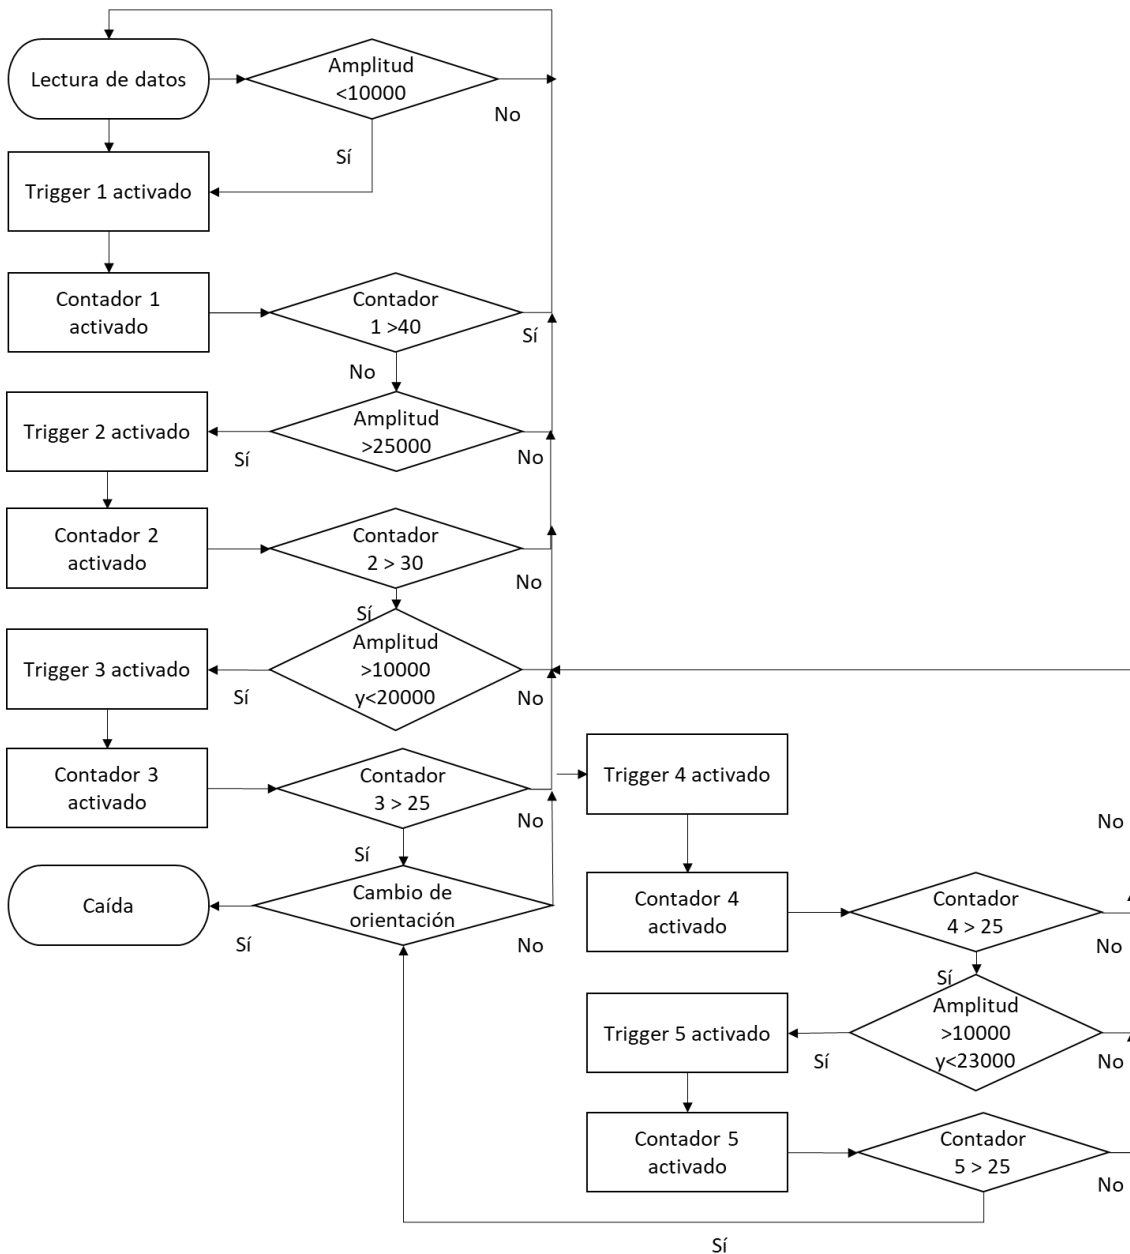 Lectura de datos
Amplitud
<10000
No
Sí
Trigger 1 activado
Contador 1
activado
Contador
1 >40
Sí
No
Trigger 2 activado
Amplitud
>25000
Sí
No
Contador 2
activado
Contador
2 > 30
No
Sí
Trigger 3 activado
Amplitud
>10000
y<20000
Sí
No
Contador 3
activado
Contador
3 > 25
No
Sí
Caída
Cambio de
orientación
Sí
No
Trigger 4 activado
No
Contador 4
activado
Contador
4 > 25
No
Sí
Trigger 5 activado
Amplitud
>10000
y<23000
Sí
No
Contador 5
activado
Contador
5 > 25
No
Sí